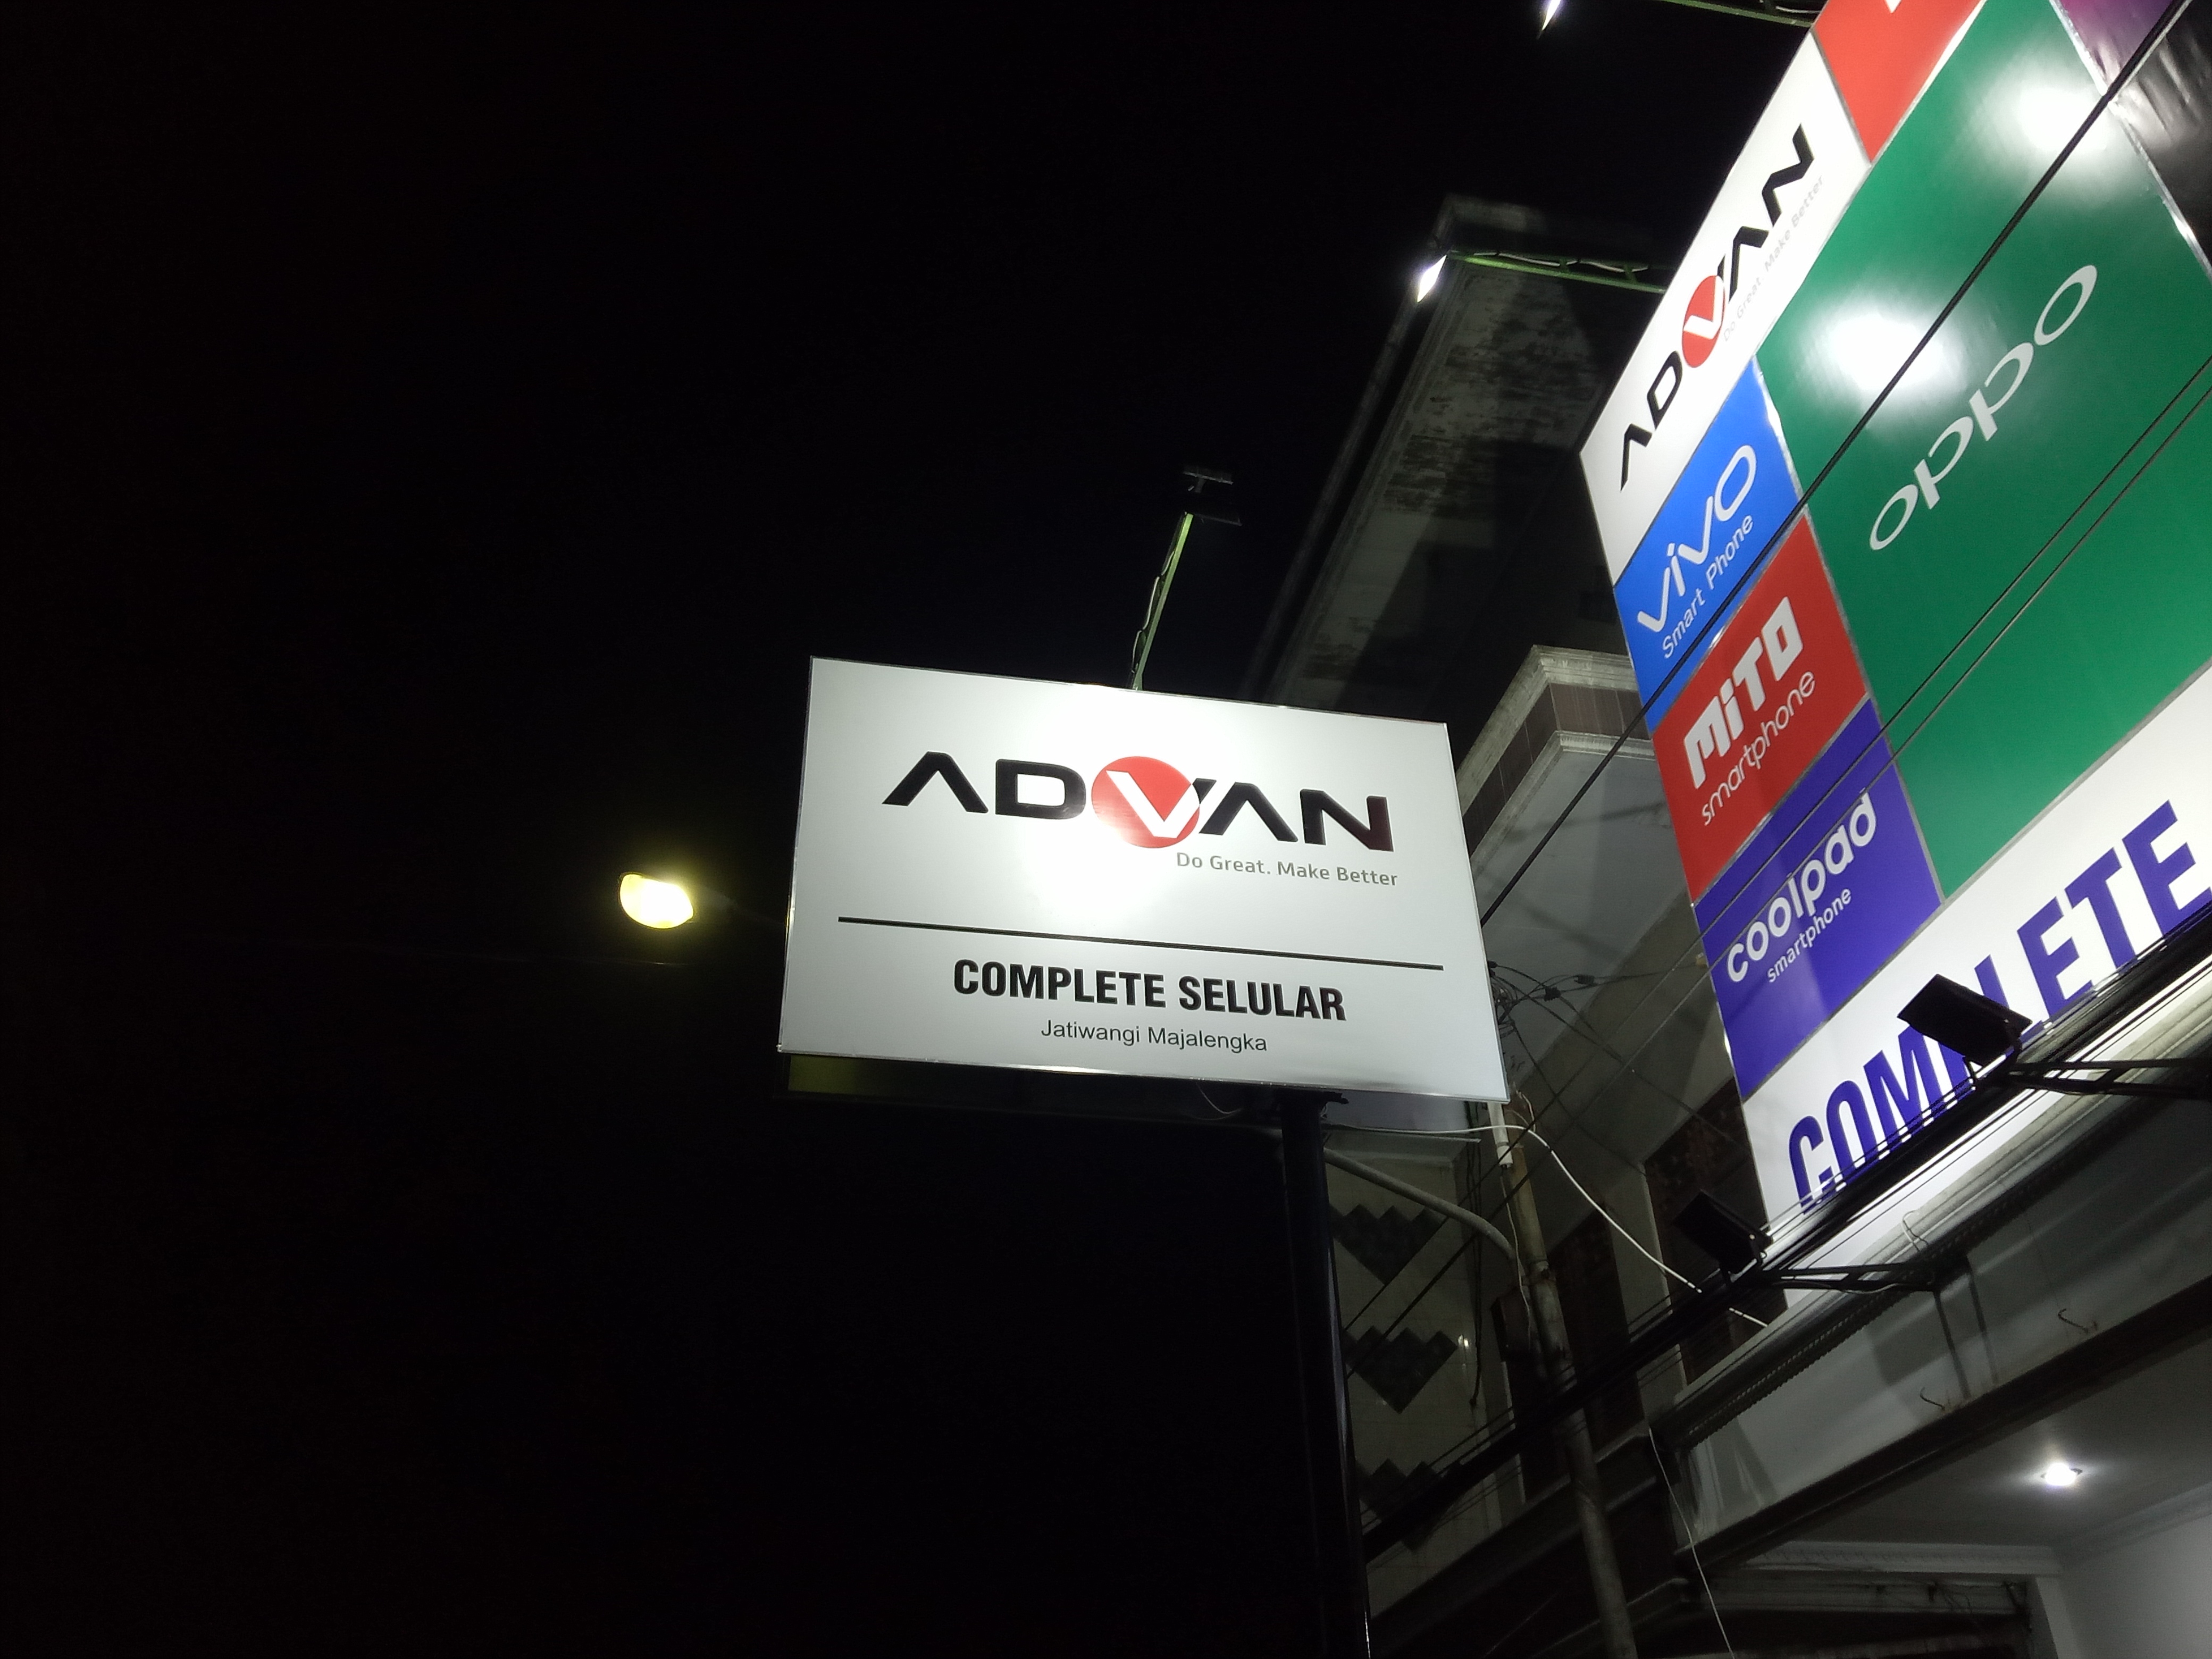 ADVAN
Do Great. Make Better
COMPLETE SELULAR
Jatiwangi Majalengka
ADVAN
Do Great. Make Better
vivo
Smart Phone
MiTO
smartphone
coolpad
smartphone
oppo
COMPLETE